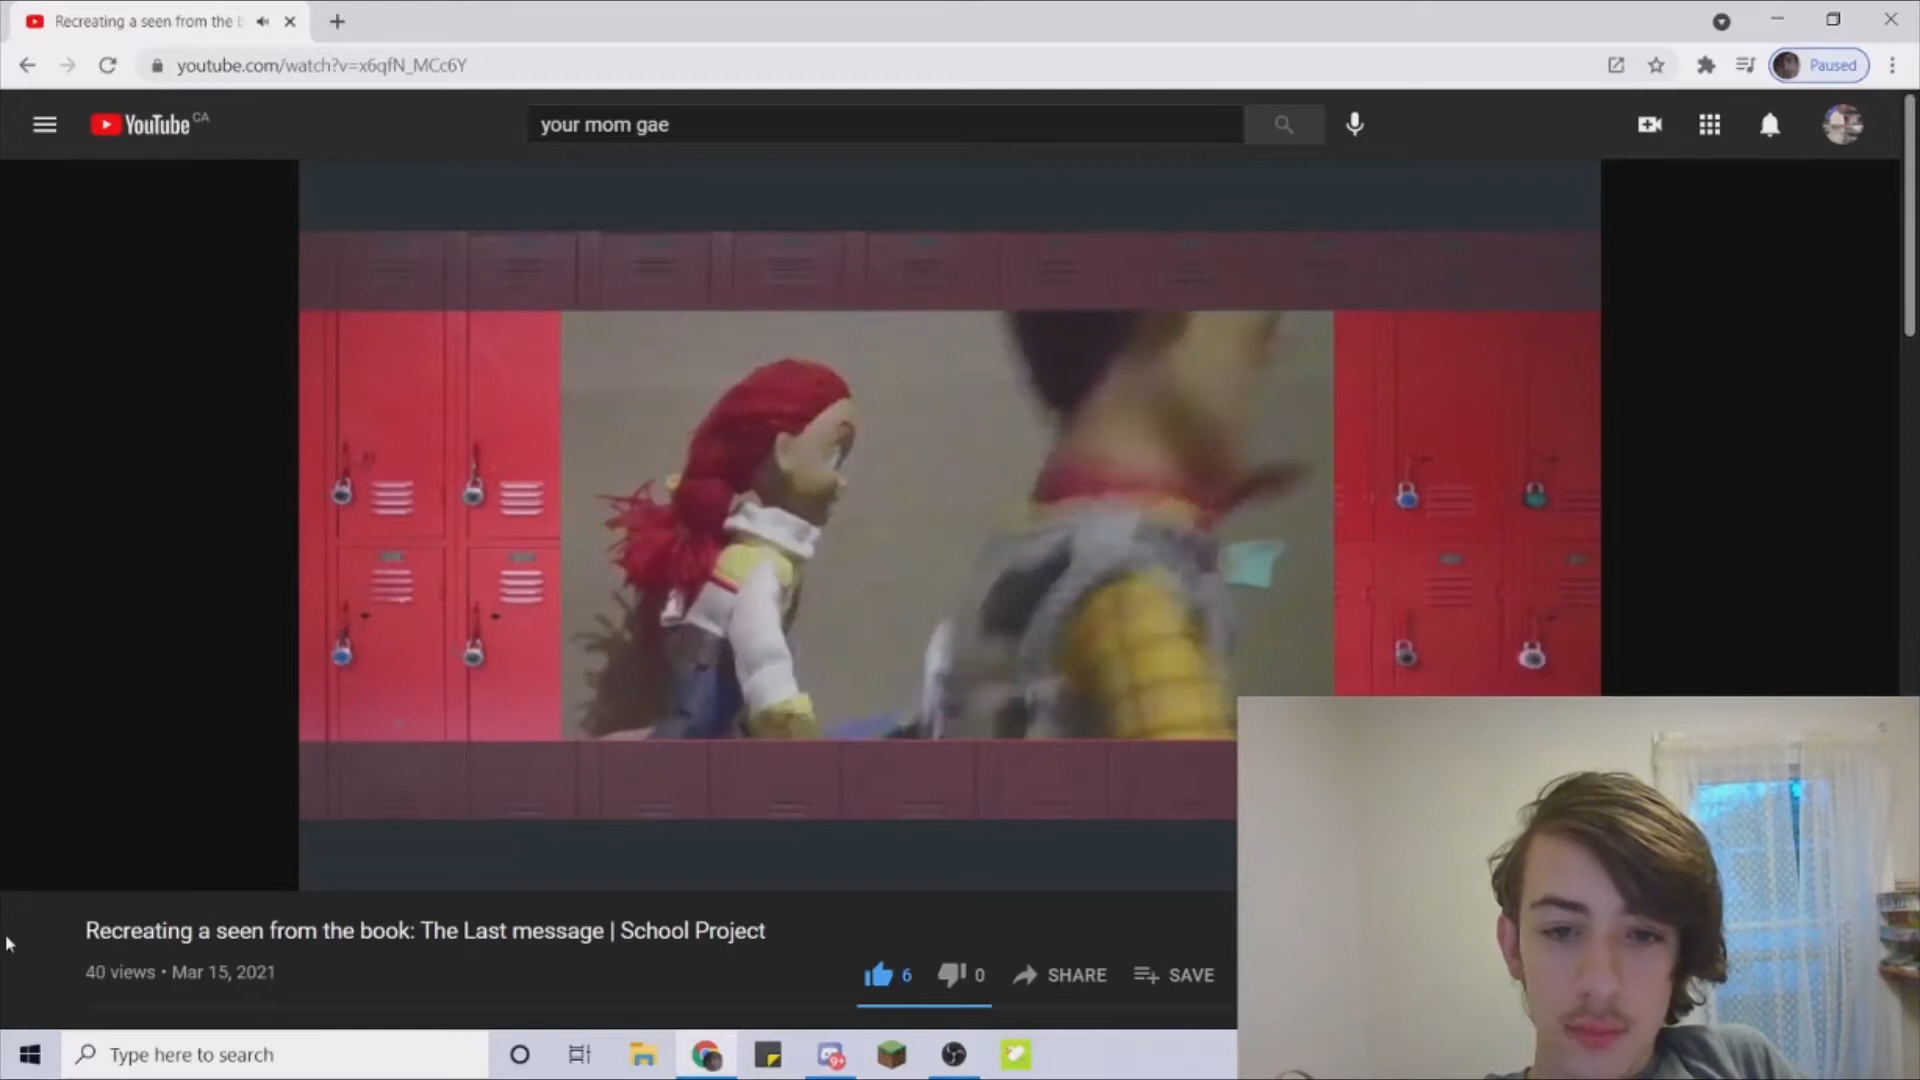 Recreating a seen from the b
youtube.com/watch?v=x6qfN_MCc6Y
Paused
YouTube CA
your mom gae
Recreating a seen from the book: The Last message | School Project
40 views • Mar 15, 2021
6
0
SHARE
SAVE
Type here to search
9+